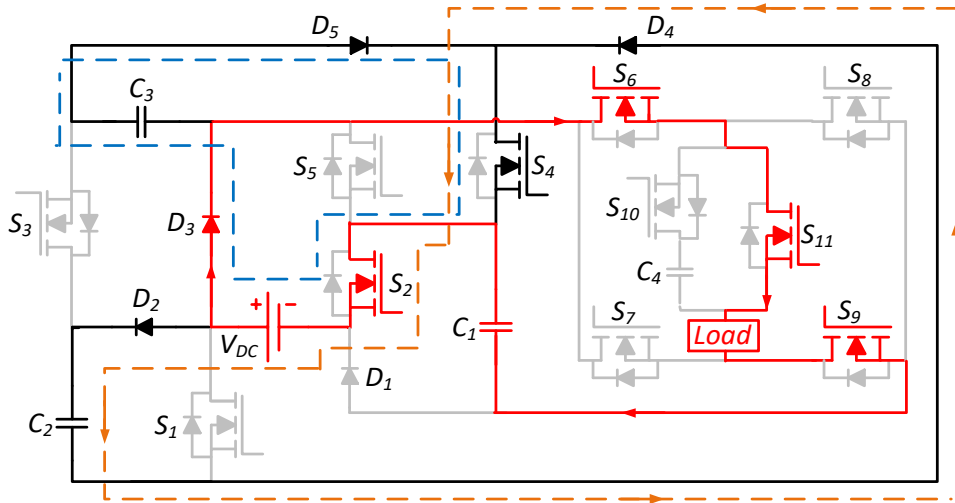 D5
D4
C3
S6
S8
S5
S4
S3
S10
D3
S11
C4
S2
D2
+
−
S7
S9
C1
Load
VDC
D1
C2
S1